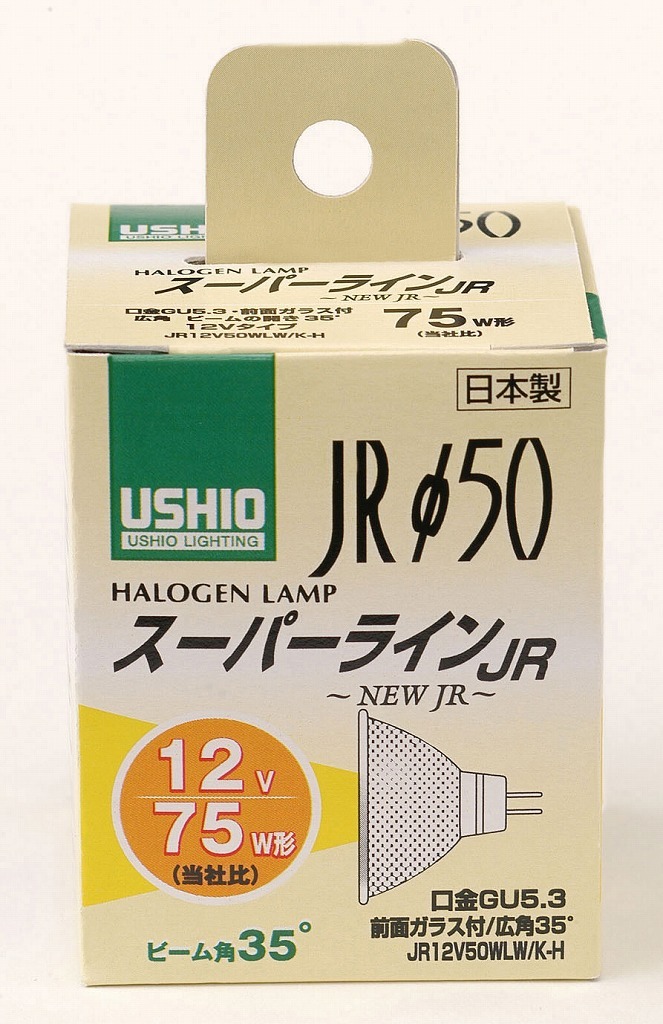 USHIO
50
HALOGEN LAMP
スーパーラインJR
～NEW JR～
口金GU5.3・前面ガラス付
広角 ビームの開き35°
12Vタイプ
JR12V50WLW/K-H
75W形
(当社比)
日本製
USHIO
USHIO LIGHTING
JRφ50
HALOGEN LAMP
スーパーラインJR
～NEW JR～
12V
75W形
(当社比)
口金GU5.3
前面ガラス付/広角35°
JR12V50WLW/K-H
ビーム角35°